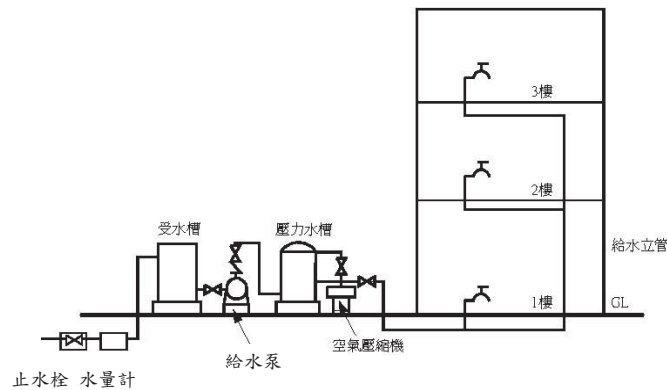 3樓
2樓
受水槽
壓力水槽
給水立管
1樓
GL
空氣壓縮機
給水泵
止水栓 水量計